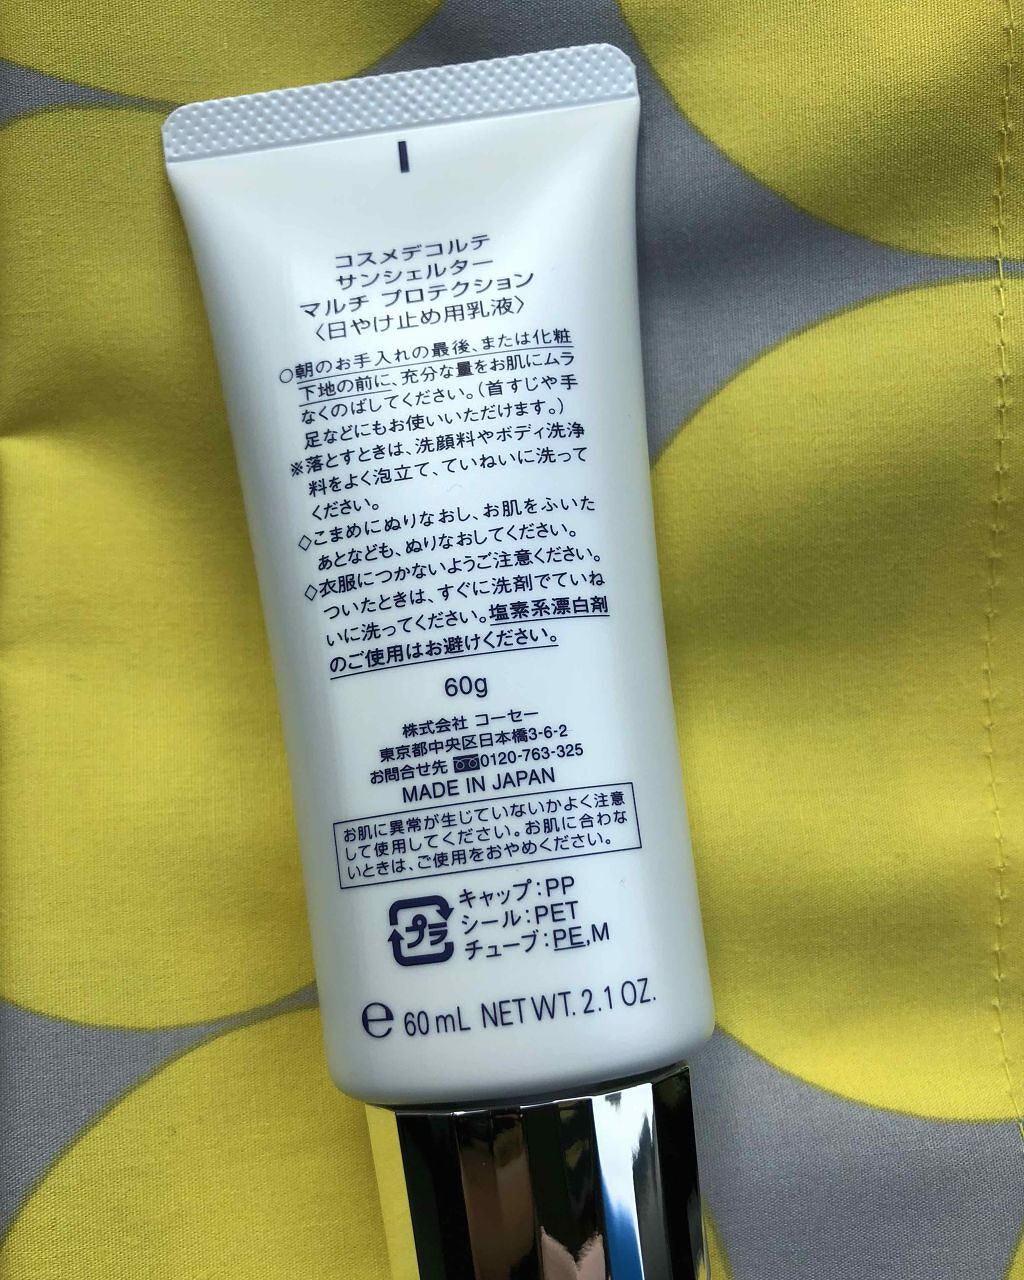 コスメデコルテ
サンシェルター
マルチ プロテクション
〈日やけ止め用乳液〉
○朝のお手入れの最後、または化粧
下地の前に、充分な量をお肌にムラ
なくのばしてください。(首すじや手
足などにもお使いいただけます。)
※落とすときは、洗顔料やボディ洗浄
料をよく泡立て、ていねいに洗って
ください。
◇こまめにぬりなおし、お肌をふいた
あとなども、ぬりなおしてください。
◇衣服につかないようご注意ください。
ついたときは、すぐに洗剤でていね
いに洗ってください。塩素系漂白剤
のご使用はお避けください。
60g
株式会社 コーセー
東京都中央区日本橋3-6-2
お問合せ先 0120-763-325
MADE IN JAPAN
お肌に異常が生じていないかよく注意
して使用してください。お肌に合わな
いときは、ご使用をおやめください。
プラ
キャップ:PP
シール:PET
チューブ:PE,M
℮ 60mL NET WT. 2.1 OZ.